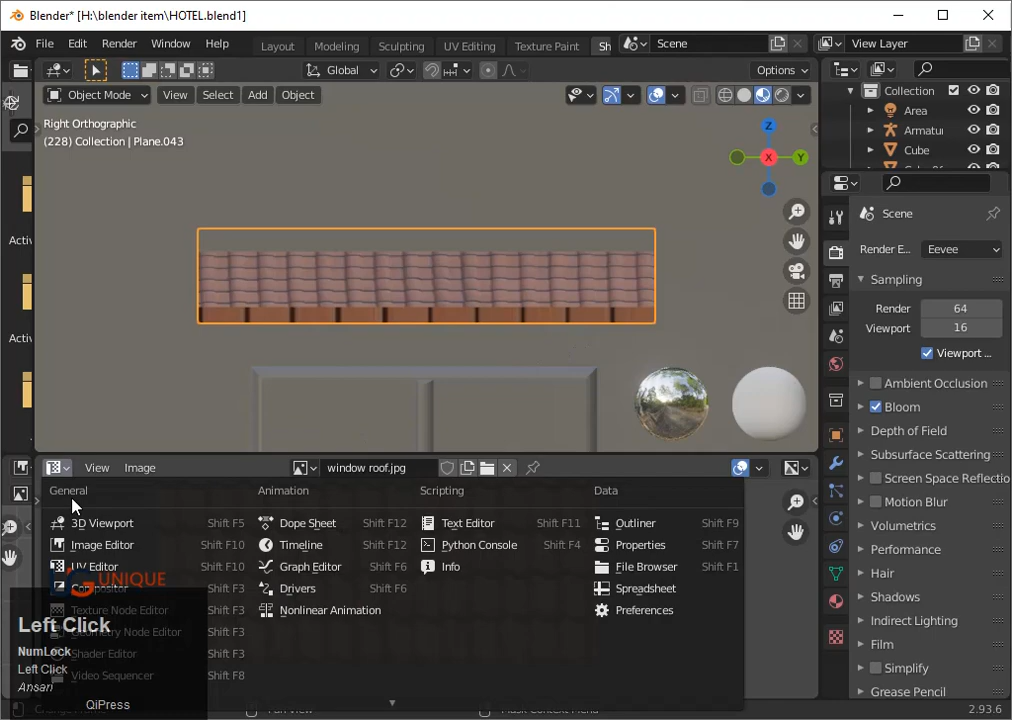 Blender* [H:\blender item\HOTEL.blend1]
File Edit Render Window Help Layout Modeling Sculpting UV Editing Texture Paint Sh Scene View Layer
Global Options
Object Mode View Select Add Object
Right Orthographic
(228) Collection | Plane.043
Z
X
Y
Collection
Area
Armatu
Cube
Scene
Render E... Eevee
Sampling
Render 64
Viewport 16
Viewport ...
Ambient Occlusion
Bloom
Depth of Field
Subsurface Scattering
Screen Space Reflectio
Motion Blur
Volumetrics
Performance
Hair
Shadows
Indirect Lighting
Film
Simplify
Grease Pencil
Activ
Activ
View Image window roof.jpg
General Animation Scripting Data
3D Viewport Shift F5 Dope Sheet Shift F12 Text Editor Shift F11 Outliner Shift F9
Image Editor Shift F10 Timeline Shift F12 Python Console Shift F4 Properties Shift F7
UV Editor Shift F10 Graph Editor Shift F6 Info File Browser Shift F1
Compositor Shift F3 Drivers Shift F6 Spreadsheet
Texture Node Editor Shift F3 Nonlinear Animation Preferences
Geometry Node Editor Shift F3
Shader Editor Shift F3
Video Sequencer Shift F8
UNIQUE
Left Click
NumLock
Left Click
Ansari
QiPress
2.93.6